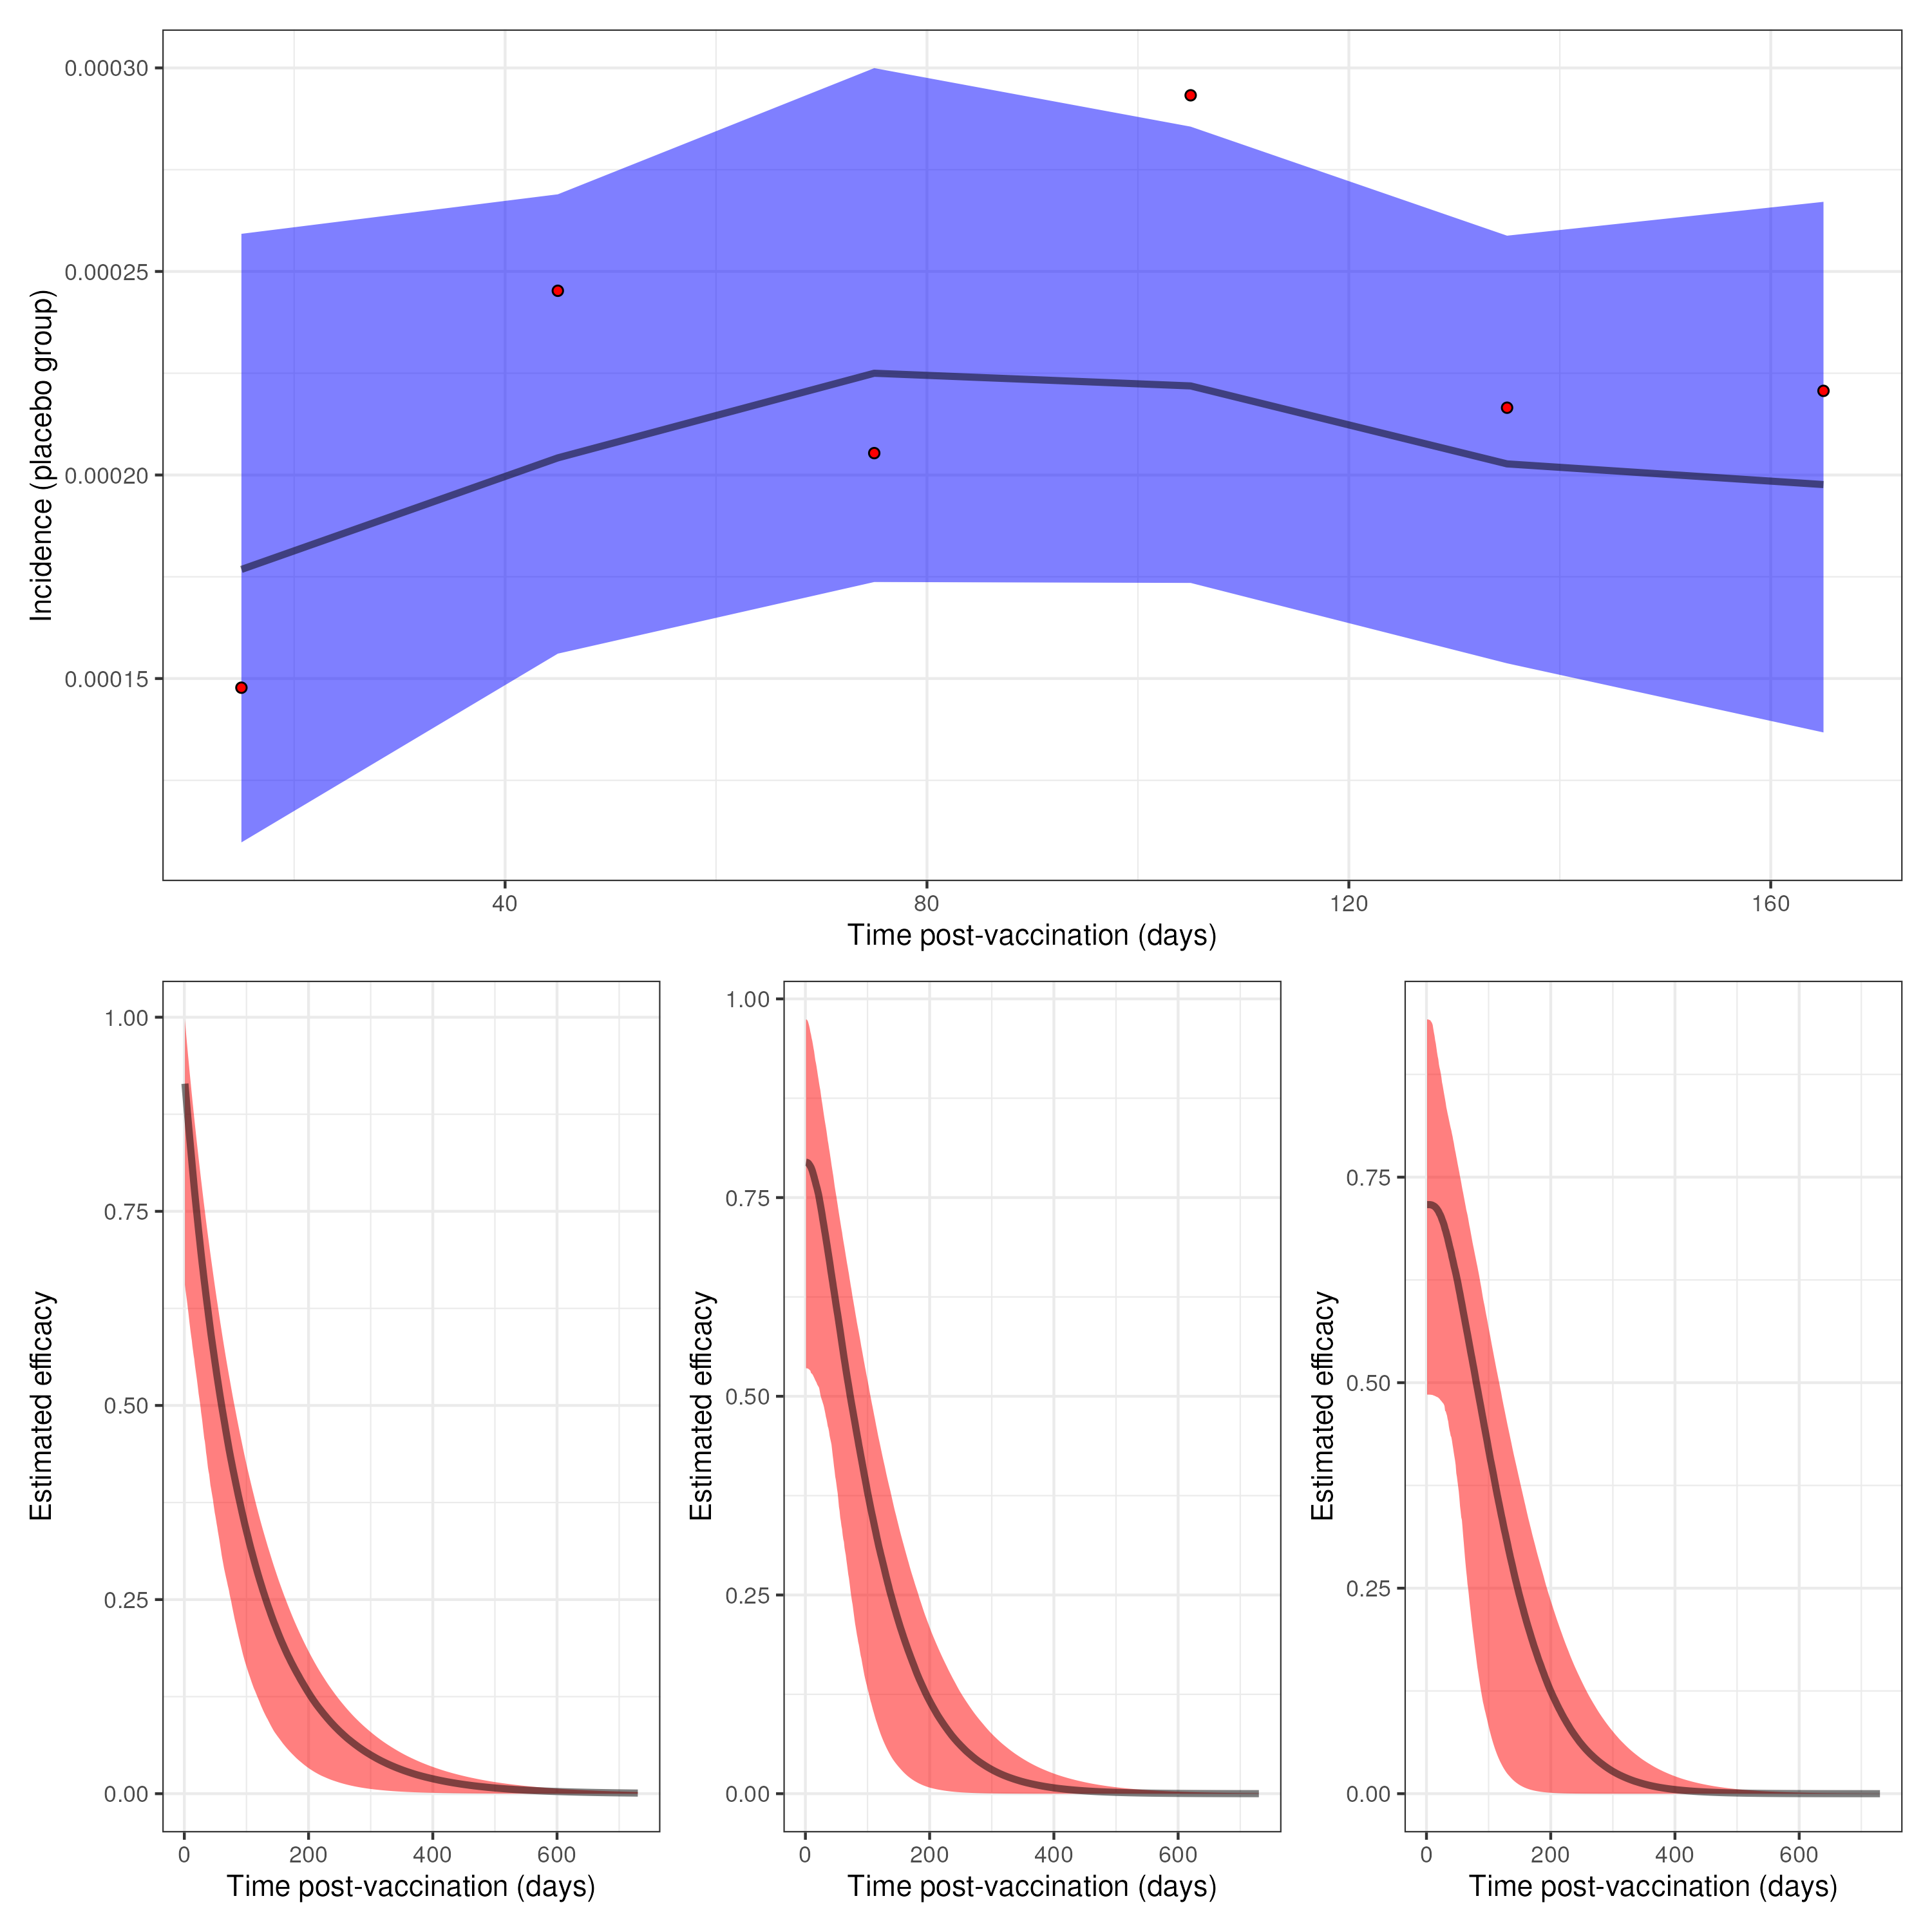 Incidence (placebo group)
0.00030
0.00025
0.00020
0.00015
40 80 120 160
Time post-vaccination (days)
Estimated efficacy
1.00
0.75
0.50
0.25
0.00
0 200 400 600
Time post-vaccination (days)
Estimated efficacy
1.00
0.75
0.50
0.25
0.00
0 200 400 600
Time post-vaccination (days)
Estimated efficacy
0.75
0.50
0.25
0.00
0 200 400 600
Time post-vaccination (days)